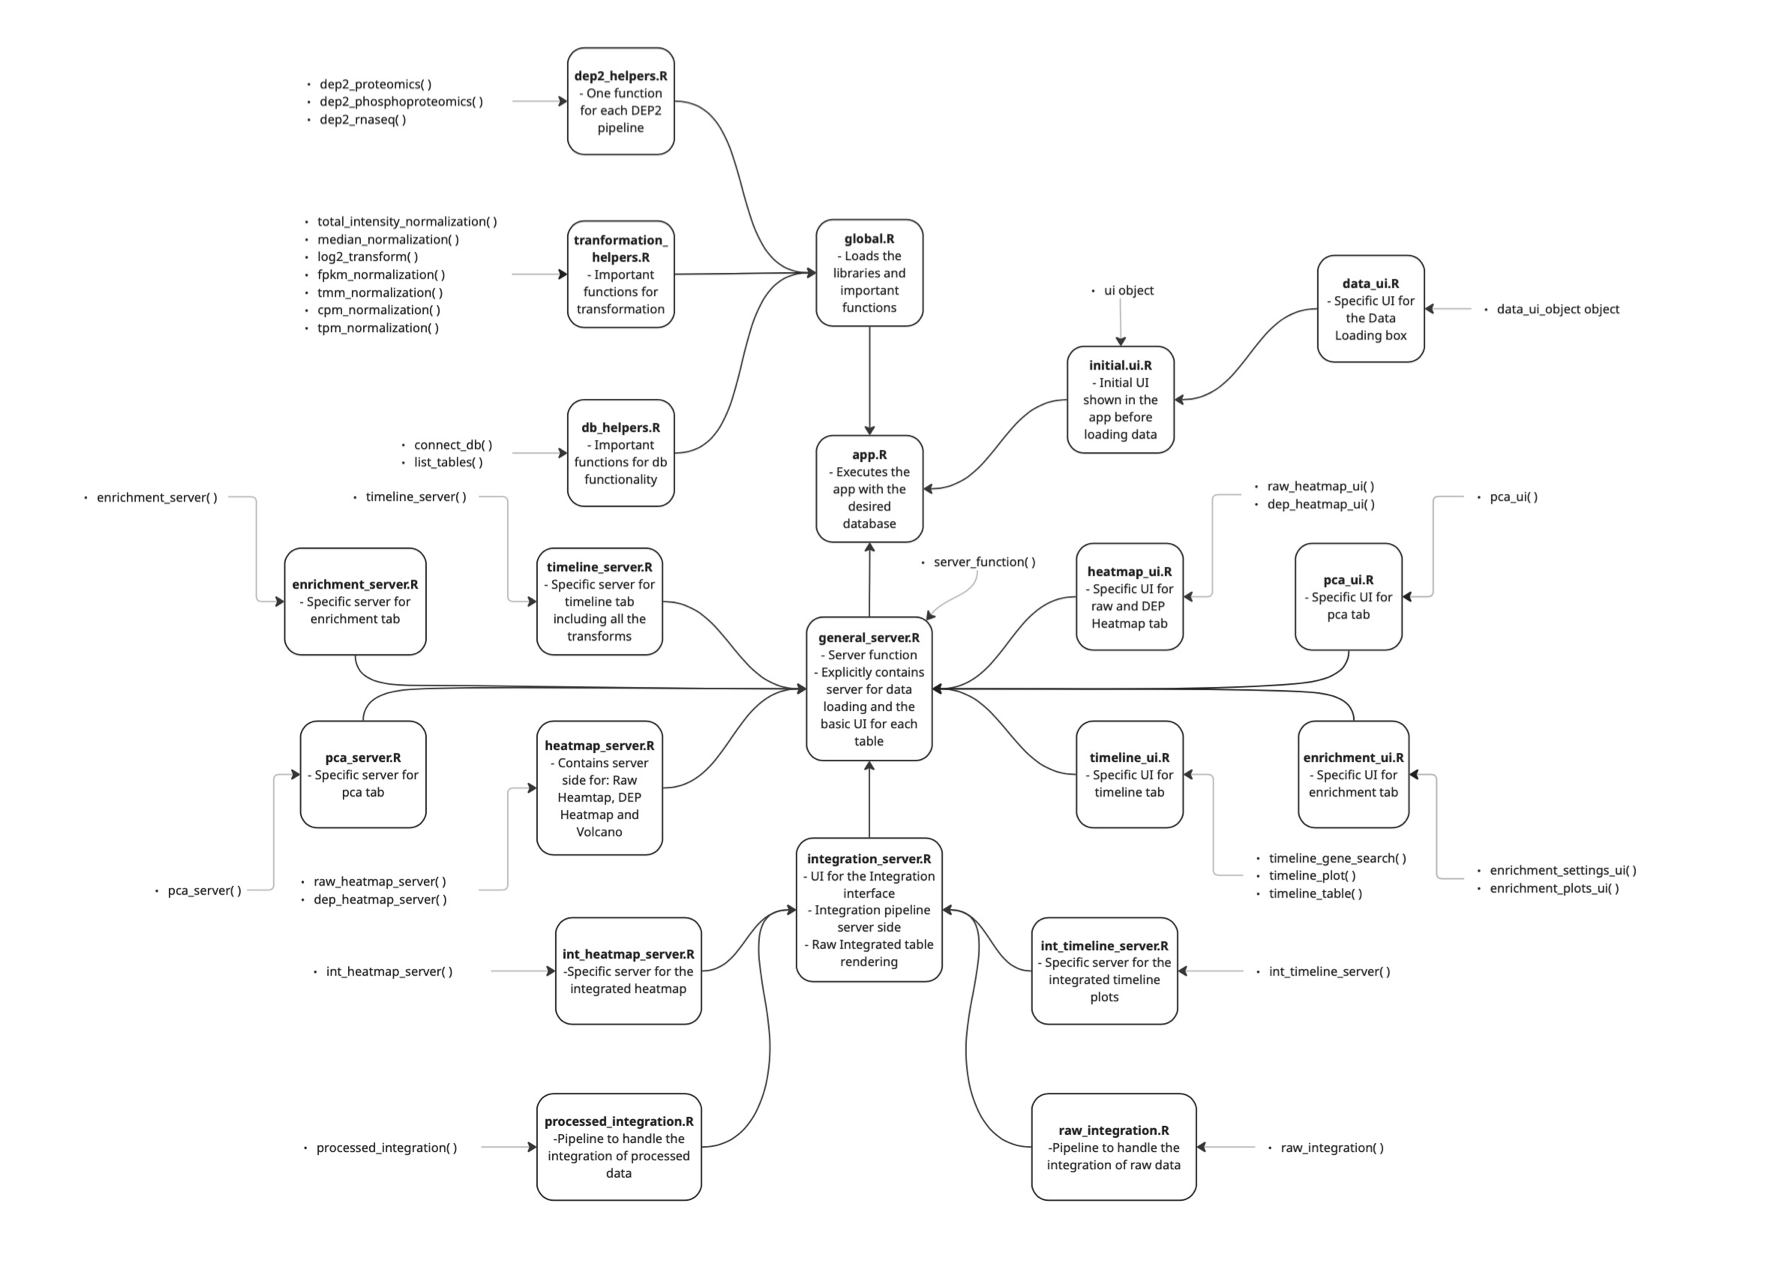 • dep2_proteomics( )
• dep2_phosphoproteomics( )
• dep2_rnaseq( )
dep2_helpers.R
- One function
for each DEP2
pipeline
• total_intensity_normalization( )
• median_normalization( )
• log2_transform( )
• fpkm_normalization( )
• tmm_normalization( )
• cpm_normalization( )
• tpm_normalization( )
tranformation_
helpers.R
- Important
functions for
transformation
global.R
- Loads the
libraries and
important
functions
• ui object
data_ui.R
- Specific UI for
the Data
Loading box
• data_ui_object object
initial.ui.R
- Initial UI
shown in the
app before
loading data
• connect_db( )
• list_tables( )
db_helpers.R
- Important
functions for db
functionality
app.R
- Executes the
app with the
desired
database
• enrichment_server( )
• timeline_server( )
• raw_heatmap_ui( )
• dep_heatmap_ui( )
• pca_ui( )
enrichment_server.R
- Specific server for
enrichment tab
timeline_server.R
- Specific server for
timeline tab
including all the
transforms
• server_function( )
heatmap_ui.R
- Specific UI for
raw and DEP
Heatmap tab
pca_ui.R
- Specific UI for
pca tab
general_server.R
- Server function
- Explicitly contains
server for data
loading and the
basic UI for each
table
pca_server.R
- Specific server for
pca tab
heatmap_server.R
- Contains server
side for: Raw
Heamtap, DEP
Heatmap and
Volcano
timeline_ui.R
- Specific UI for
timeline tab
enrichment_ui.R
- Specific UI for
enrichment tab
• pca_server( )
• raw_heatmap_server( )
• dep_heatmap_server( )
integration_server.R
- UI for the Integration
interface
- Integration pipeline
server side
- Raw Integrated table
rendering
• timeline_gene_search( )
• timeline_plot( )
• timeline_table( )
• enrichment_settings_ui( )
• enrichment_plots_ui( )
• int_heatmap_server( )
int_heatmap_server.R
-Specific server for the
integrated heatmap
int_timeline_server.R
- Specific server for the
integrated timeline
plots
• int_timeline_server( )
• processed_integration( )
processed_integration.R
-Pipeline to handle the
integration of processed
data
raw_integration.R
-Pipeline to handle the
integration of raw data
• raw_integration( )